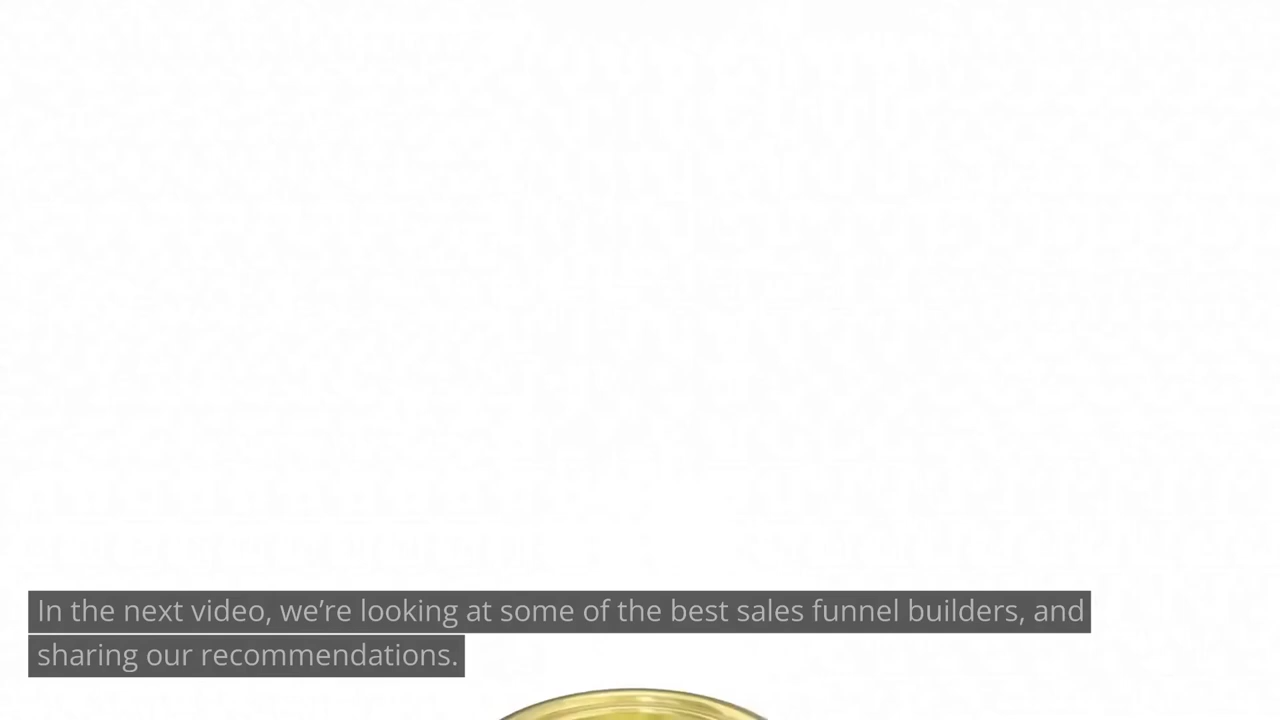 In the next video, we’re looking at some of the best sales funnel builders, and
sharing our recommendations.